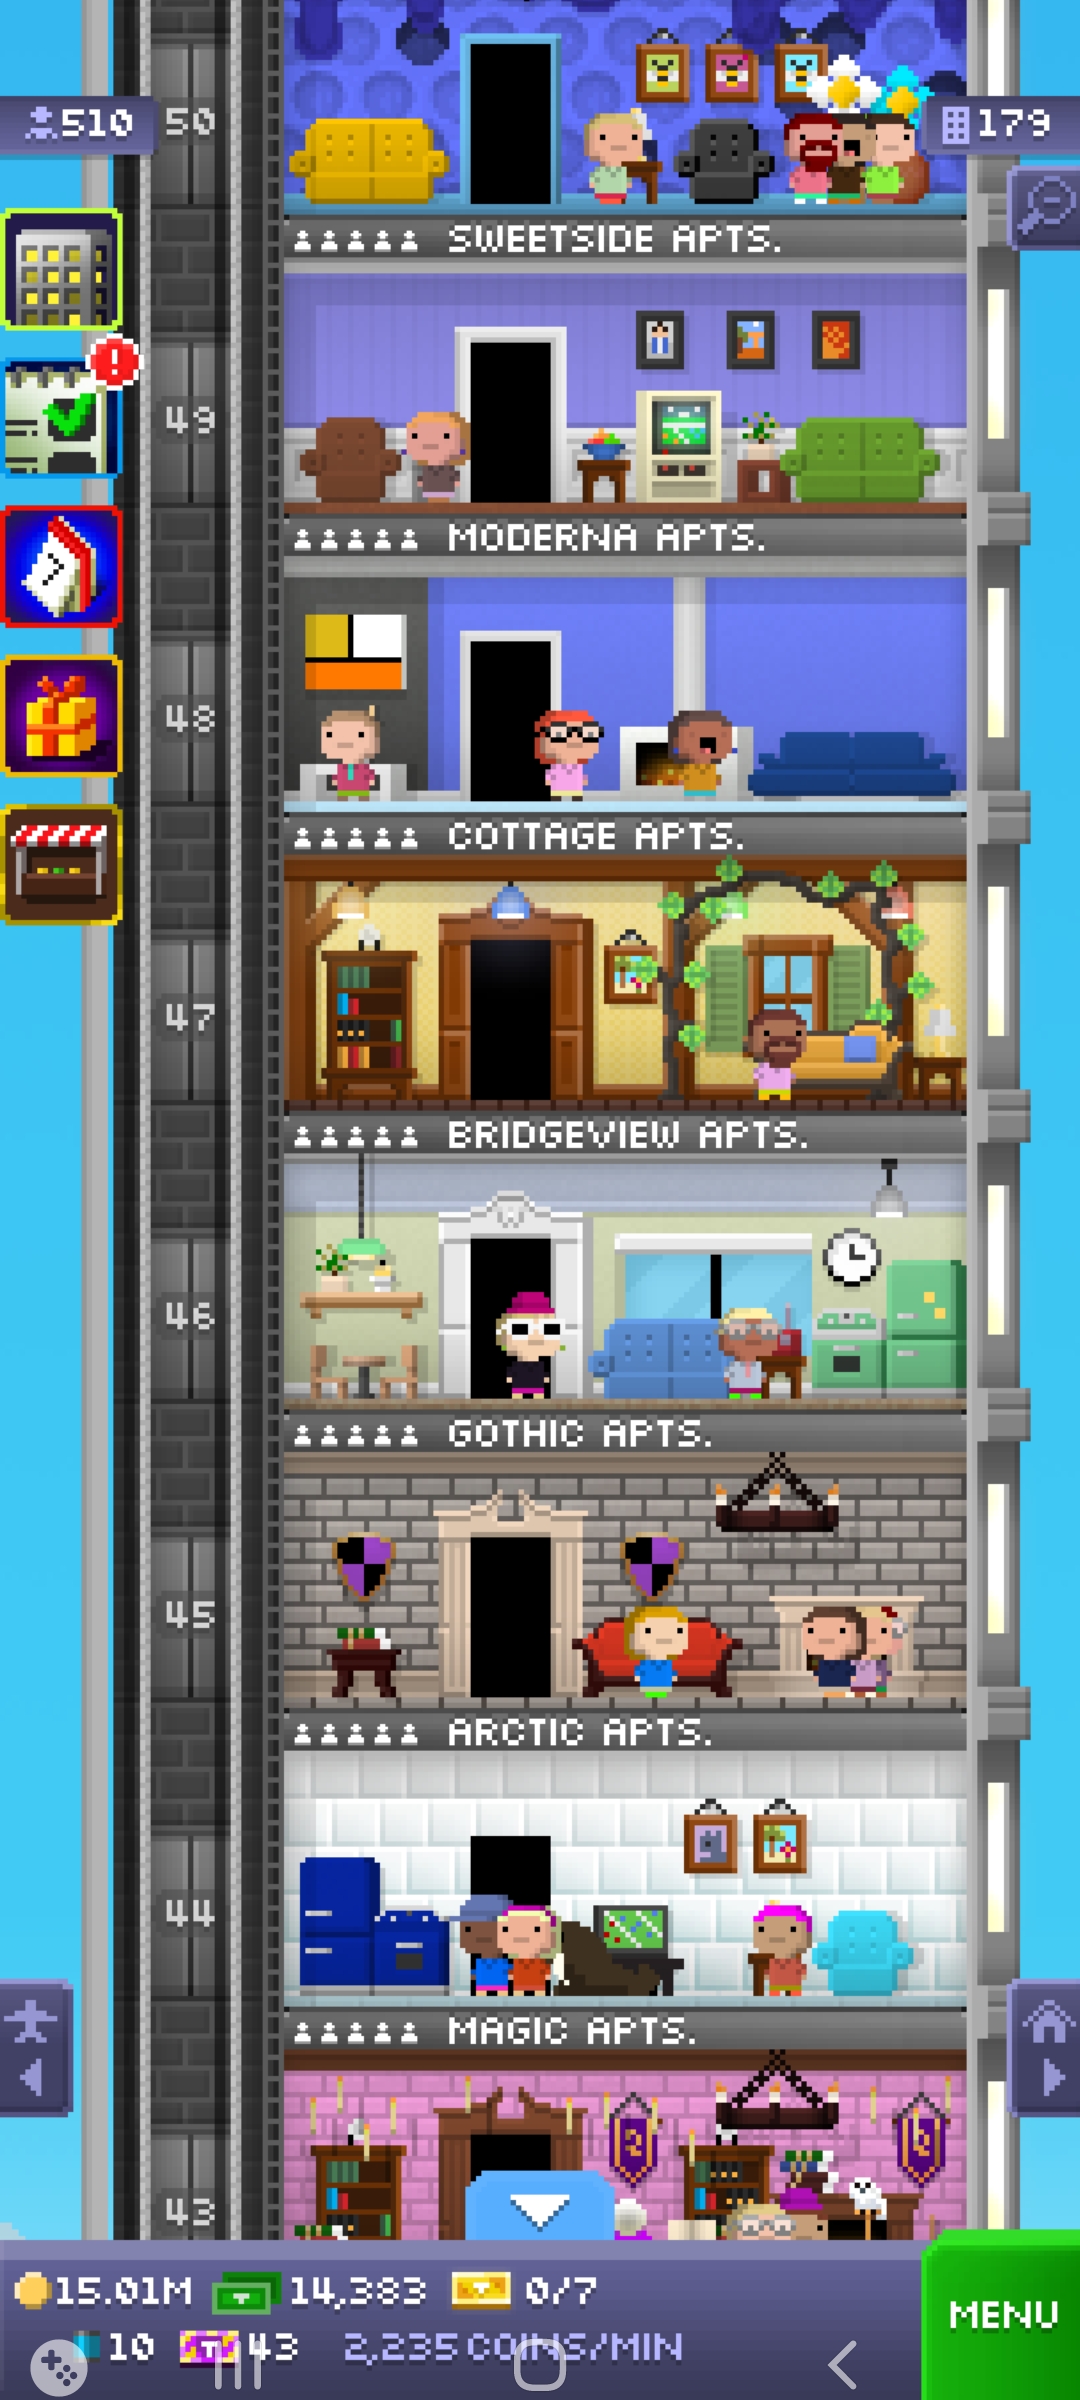 50
510
179
SWEETSIDE APTS.
49
MODERNA APTS.
48
COTTAGE APTS.
47
BRIDGEVIEW APTS.
46
GOTHIC APTS.
45
ARCTIC APTS.
44
MAGIC APTS.
43
15.01M 14,383 0/7
MENU
10 43 2,235 COINS/MIN